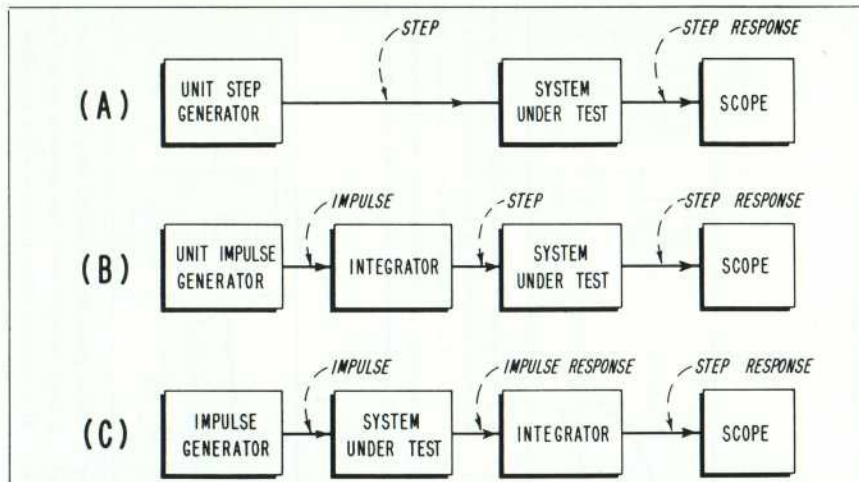 STEP
STEP RESPONSE
(A)
UNIT STEP
GENERATOR
SYSTEM
UNDER TEST
SCOPE
IMPULSE
STEP
STEP RESPONSE
(B)
UNIT IMPULSE
GENERATOR
INTEGRATOR
SYSTEM
UNDER TEST
SCOPE
IMPULSE
IMPULSE RESPONSE
STEP RESPONSE
(C)
IMPULSE
GENERATOR
SYSTEM
UNDER TEST
INTEGRATOR
SCOPE